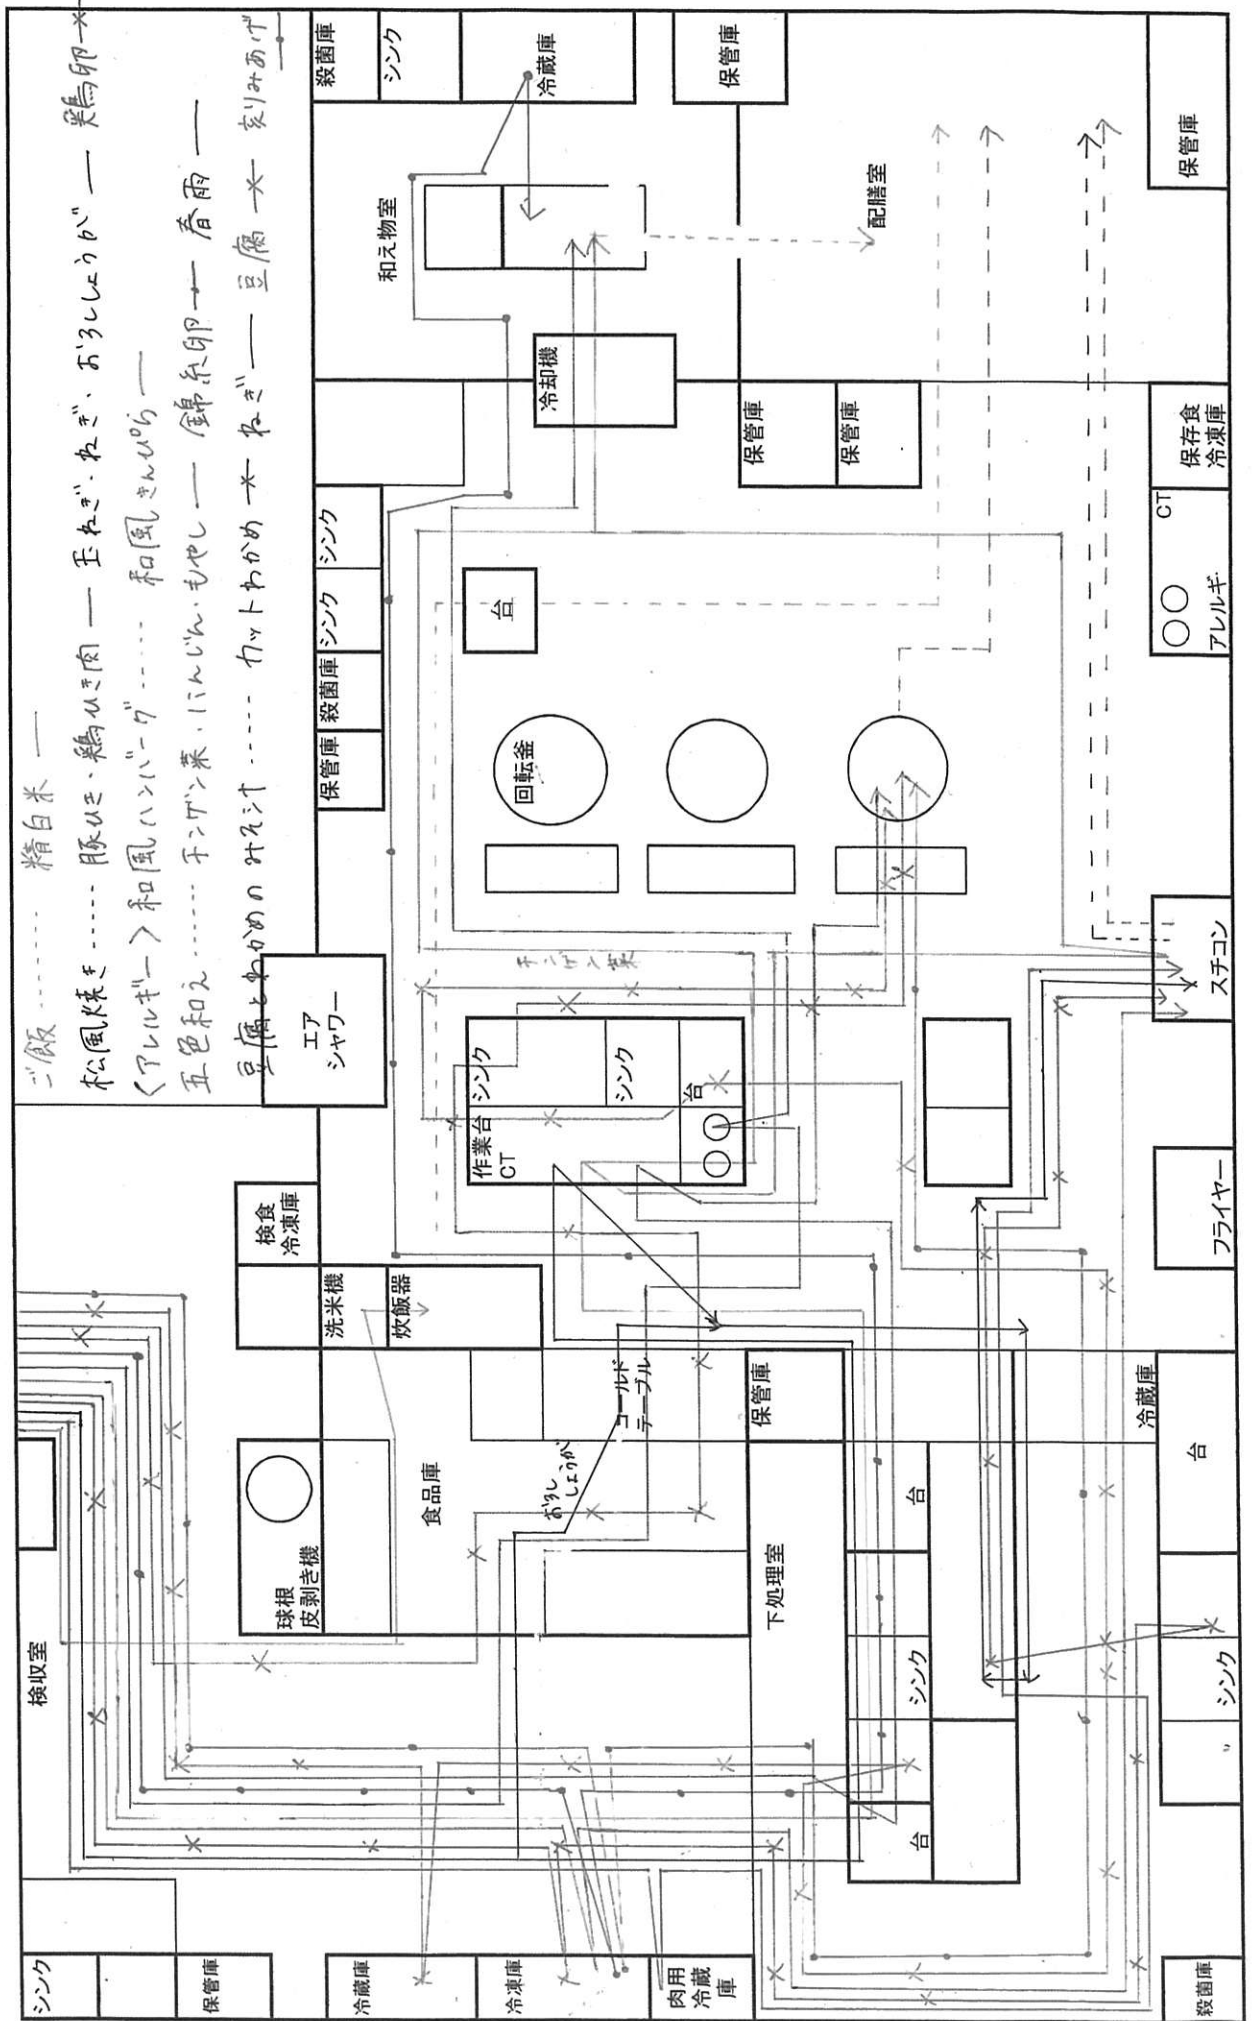 ご飯 …… 精白米 —
松風焼き …… 豚ひき・鶏ひき肉 — 玉ねぎ・ねぎ・おろししょうが — 鶏卵 ✕
〈アレルギー〉和風ハンバーグ …… 和風きんぴら —
五色和え …… チンゲン菜・にんじん・もやし — 錦糸卵 — 春雨 —
豆腐とわかめのみそ汁 …… カットわかめ ✕ ねぎ — 豆腐 ✕ 刻みあげ
殺菌庫
シンク
冷蔵庫
保管庫
保管庫
和え物室
配膳室
冷却機
保管庫
保管庫
保存食
冷凍庫
CT
アレルギ
シンク
シンク
殺菌庫
保管庫
台
回転釜
スチコン
エア
シャワー
チンゲン菜
シンク
シンク
台
作業台
CT
検食
冷凍庫
洗米機
炊飯器
フライヤー
コールド
テーブル
保管庫
冷蔵庫
おろし
しょうが
食品庫
球根
皮剥き機
下処理室
台
台
シンク
シンク
〃
台
検収室
シンク
保管庫
冷蔵庫
冷凍庫
肉用
冷蔵
庫
殺菌庫